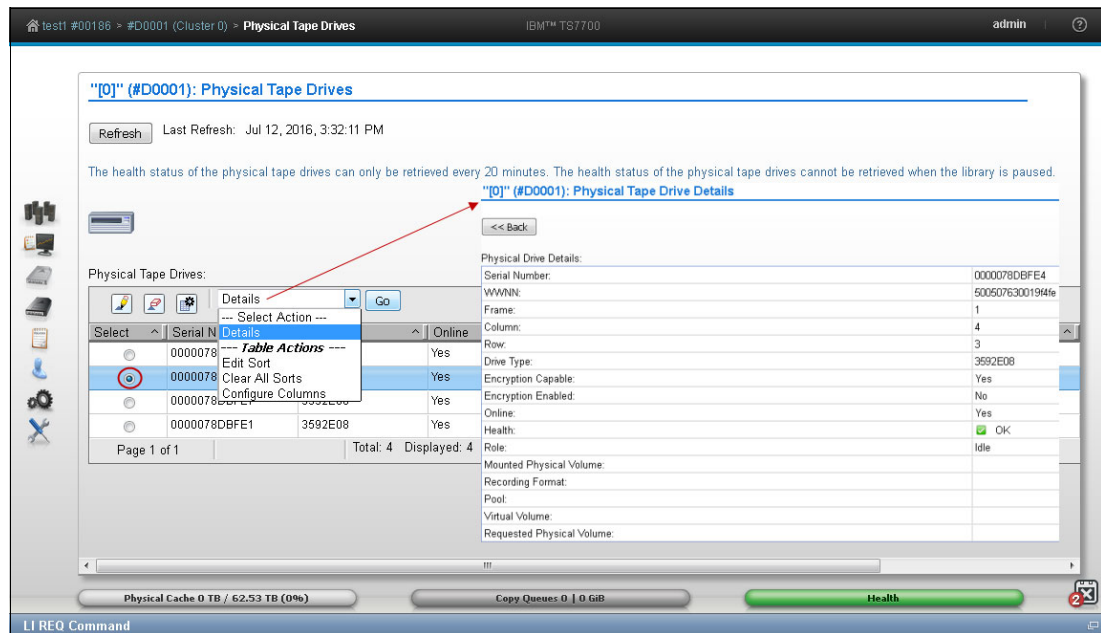 test1 #00186 > #D0001 (Cluster 0) > Physical Tape Drives
IBM™ TS7700
admin
?
"[0]" (#D0001): Physical Tape Drives
Refresh
Last Refresh: Jul 12, 2016, 3:32:11 PM
The health status of the physical tape drives can only be retrieved every 20 minutes. The health status of the physical tape drives cannot be retrieved when the library is paused.
"[0]" (#D0001): Physical Tape Drive Details
<< Back
Physical Drive Details:
Serial Number: 0000078DBFE4
WWNN: 500507630019f4fe
Frame: 1
Column: 4
Row: 3
Drive Type: 3592E08
Encryption Capable: Yes
Encryption Enabled: No
Online: Yes
Health: OK
Role: Idle
Mounted Physical Volume:
Recording Format:
Pool:
Virtual Volume:
Requested Physical Volume:
Physical Tape Drives:
Details
Go
--- Select Action ---
Details
--- Table Actions ---
Edit Sort
Clear All Sorts
Configure Columns
Select Serial N Online
0000078 Yes
0000078 Yes
Yes
0000078DBFE1 3592E08 Yes
Page 1 of 1 Total: 4 Displayed: 4
Physical Cache 0 TB / 62.53 TB (0%)
Copy Queues 0 | 0 GiB
Health
2
LI REQ Command